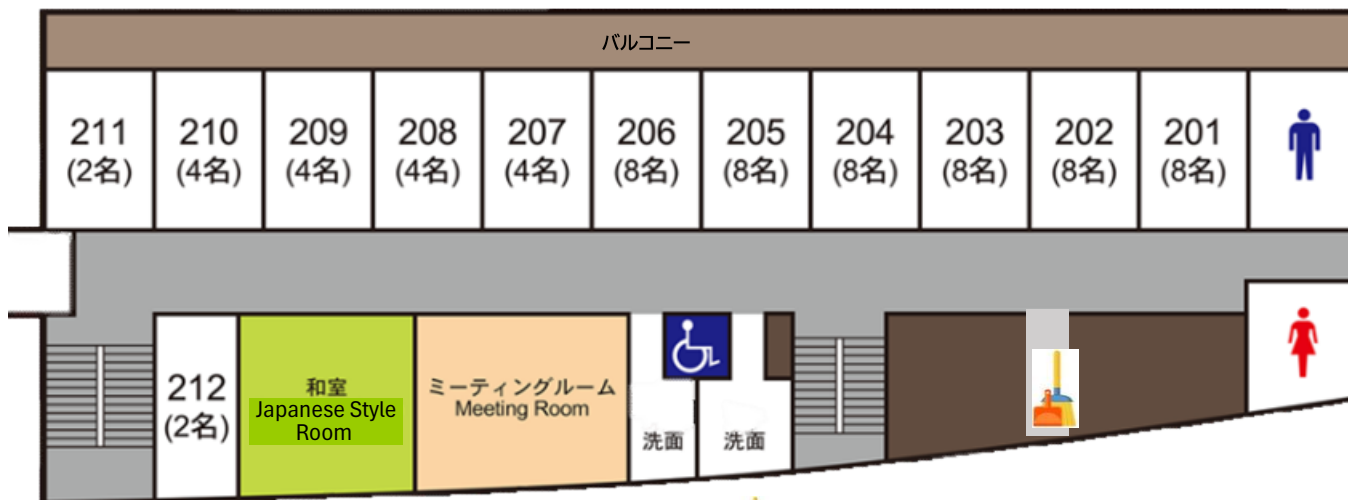 バルコニー
211
(2名)
210
(4名)
209
(4名)
208
(4名)
207
(4名)
206
(8名)
205
(8名)
204
(8名)
203
(8名)
202
(8名)
201
(8名)
212
(2名)
和室
Japanese Style
Room
ミーティングルーム
Meeting Room
洗面
洗面